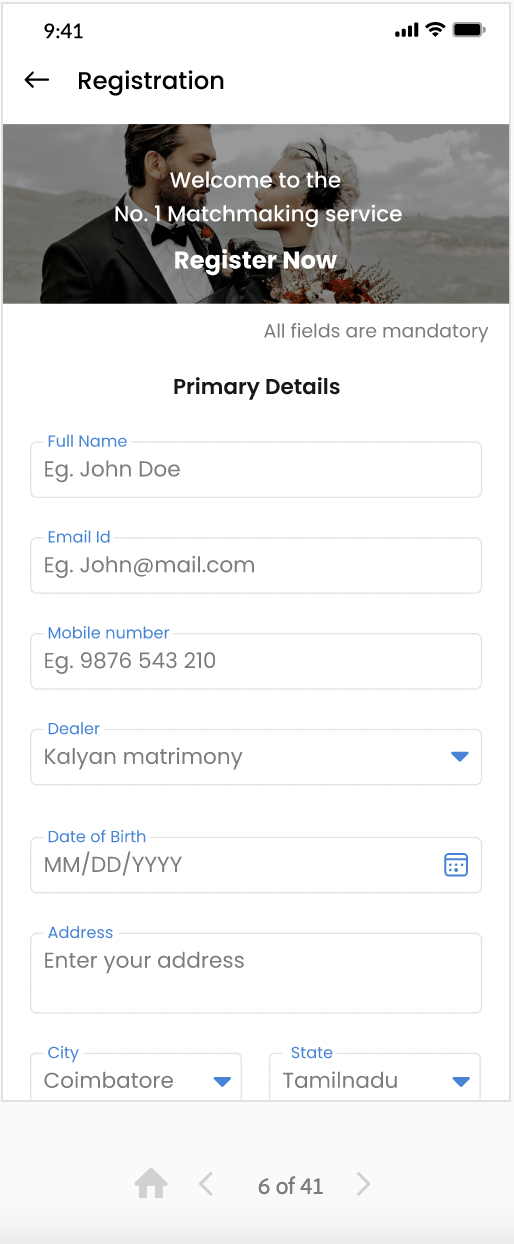 9:41
Registration
Welcome to the
No. 1 Matchmaking service
Register Now
All fields are mandatory
Primary Details
Full Name
Eg. John Doe
Email Id
Eg. John@mail.com
Mobile number
Eg. 9876 543 210
Dealer
Kalyan matrimony
Date of Birth
MM/DD/YYYY
Address
Enter your address
City State
Coimbatore Tamilnadu
6 of 41